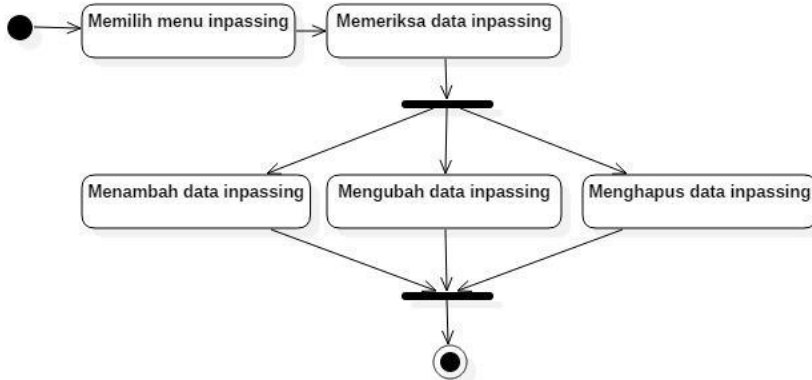 Memilih menu inpassing
Memeriksa data inpassing
Menambah data inpassing
Mengubah data inpassing
Menghapus data inpassing